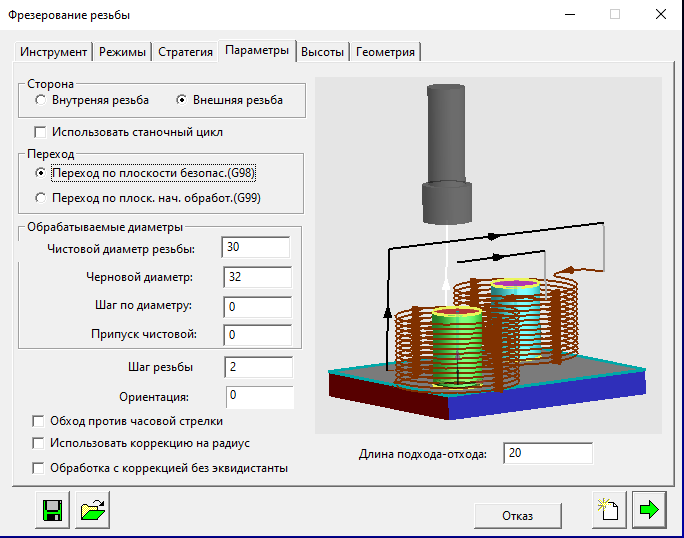 Фрезерование резьбы
Инструмент Режимы Стратегия Параметры Высоты Геометрия
Сторона
Внутреняя резьба Внешняя резьба
Использовать станочный цикл
Переход
Переход по плоскости безопас.(G98)
Переход по плоск. нач. обработ.(G99)
Обрабатываемые диаметры
Чистовой диаметр резьбы: 30
Черновой диаметр: 32
Шаг по диаметру: 0
Припуск чистовой: 0
Шаг резьбы 2
Ориентация: 0
Обход против часовой стрелки
Использовать коррекцию на радиус
Обработка с коррекцией без эквидистанты
Длина подхода-отхода: 20
Отказ